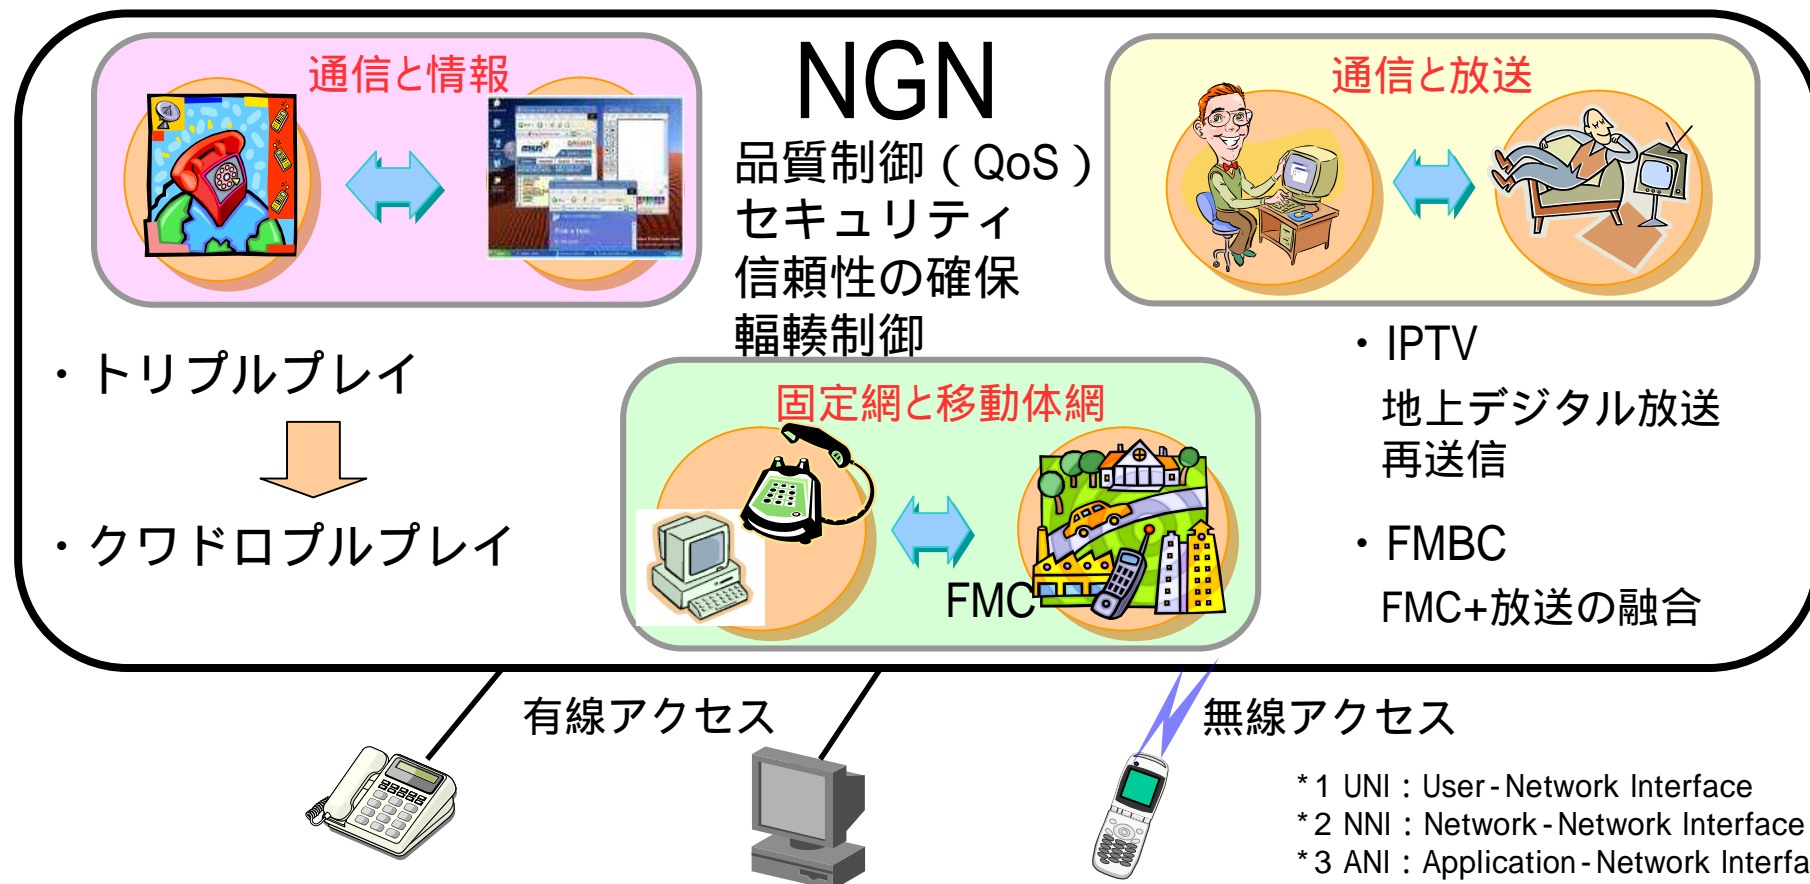 通信と情報
NGN
品質制御(QoS)
セキュリティ
信頼性の確保
輻輳制御
通信と放送
・トリプルプレイ
・クワドロプルプレイ
固定網と移動体網
FMC
・IPTV
地上デジタル放送
再送信
・FMBC
FMC+放送の融合
有線アクセス
無線アクセス
*1 UNI:User-Network Interface
*2 NNI:Network-Network Interface
*3 ANI:Application-Network Interfa